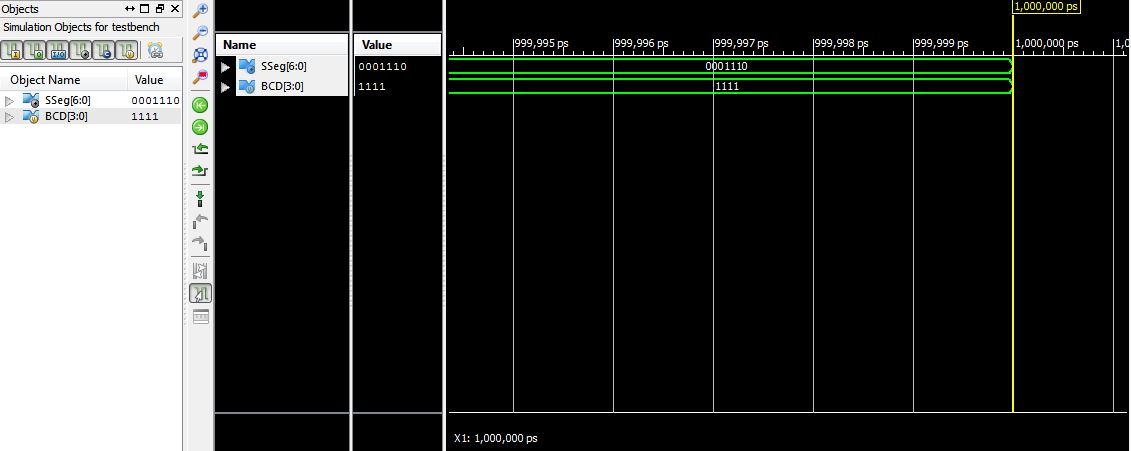 Objects
Simulation Objects for testbench
Object Name Value
SSeg[6:0] 0001110
BCD[3:0] 1111
Name Value
SSeg[6:0] 0001110
BCD[3:0] 1111
1,000,000 ps
999,995 ps 999,996 ps 999,997 ps 999,998 ps 999,999 ps 1,000,000 ps 1,0
0001110
1111
X1: 1,000,000 ps